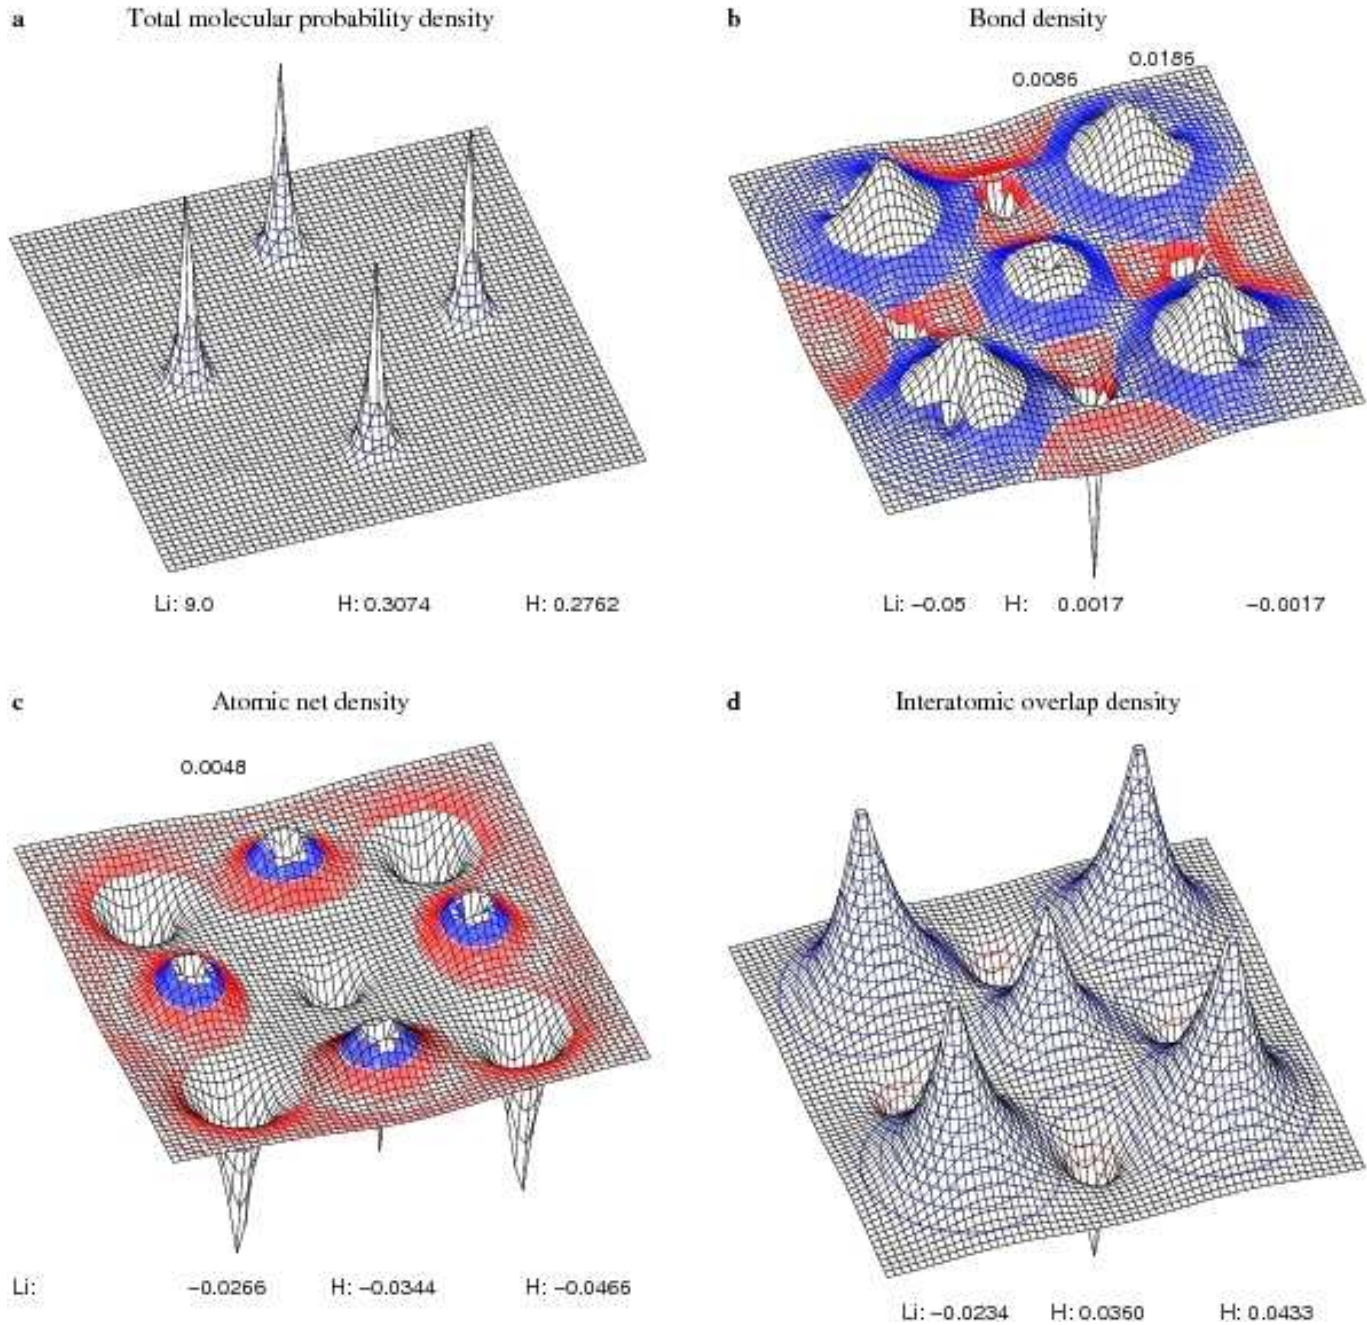 a Total molecular probability density
b Bond density
0.0186
0.0086
Li: 9.0 H: 0.3074 H: 0.2762
Li: −0.05 H: 0.0017 −0.0017
c Atomic net density
d Interatomic overlap density
0.0048
Li: −0.0266 H: −0.0344 H: −0.0466
Li: −0.0234 H: 0.0360 H: 0.0433